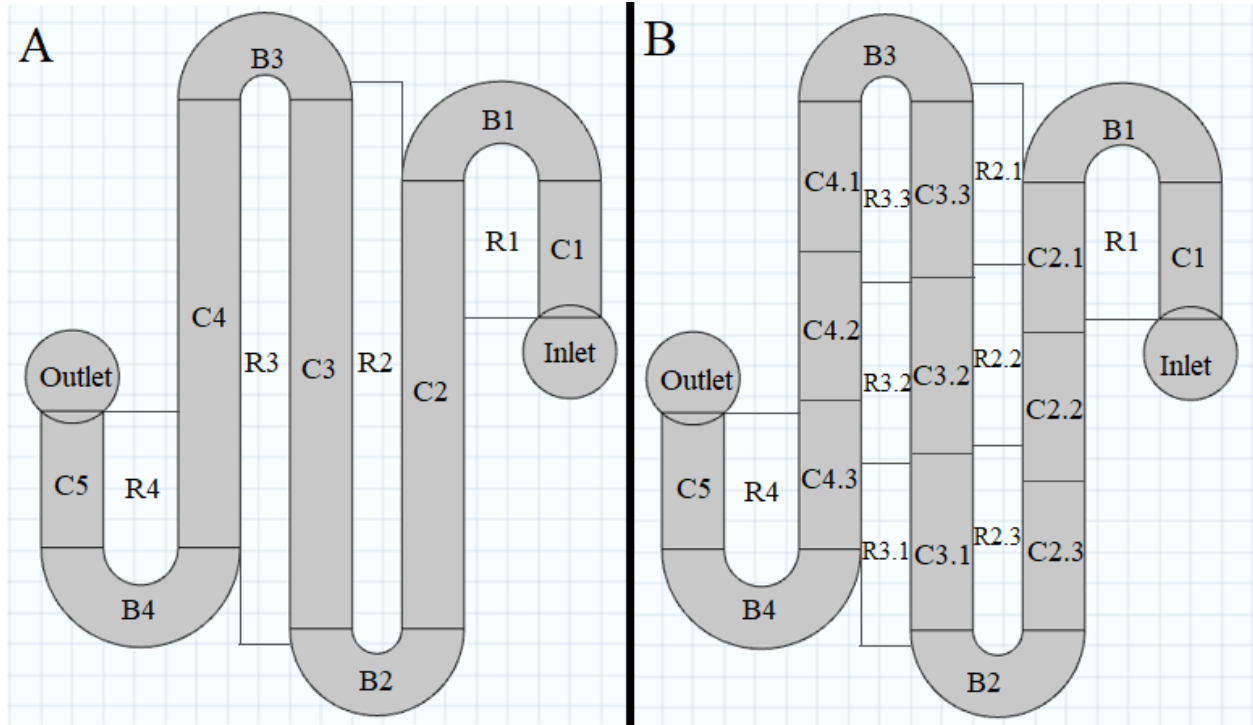 A
B3
B1
R1
C1
C4
R3
C3
R2
C2
Inlet
Outlet
C5
R4
B4
B2
B
B3
B1
C4.1
R3.3
C3.3
R2.1
C2.1
R1
C1
C4.2
R3.2
C3.2
R2.2
C2.2
Inlet
Outlet
C5
R4
C4.3
R3.1
C3.1
R2.3
C2.3
B4
B2